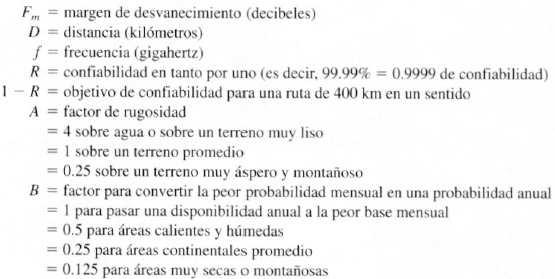 Fm = margen de desvanecimiento (decibeles)
D = distancia (kilómetros)
f = frecuencia (gigahertz)
R = confiabilidad en tanto por uno (es decir, 99.99% = 0.9999 de confiabilidad)
1 − R = objetivo de confiabilidad para una ruta de 400 km en un sentido
A = factor de rugosidad
= 4 sobre agua o sobre un terreno muy liso
= 1 sobre un terreno promedio
= 0.25 sobre un terreno muy áspero y montañoso
B = factor para convertir la peor probabilidad mensual en una probabilidad anual
= 1 para pasar una disponibilidad anual a la peor base mensual
= 0.5 para áreas calientes y húmedas
= 0.25 para áreas continentales promedio
= 0.125 para áreas muy secas o montañosas